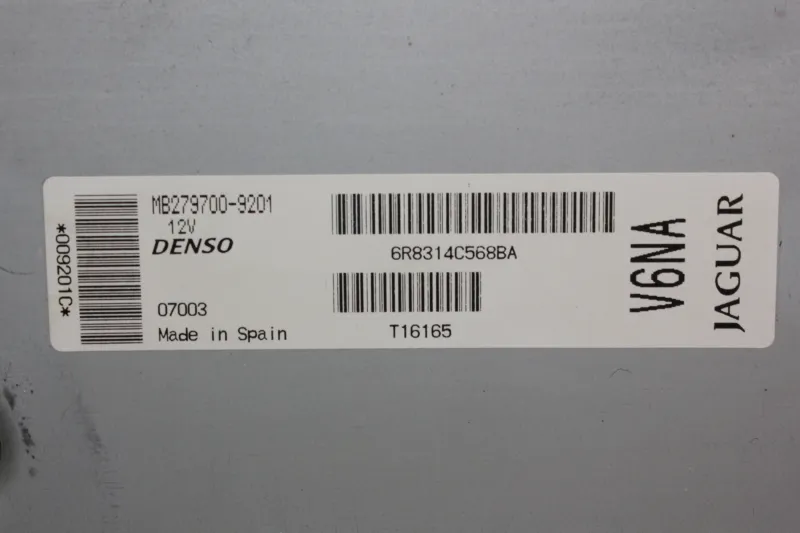 *009201C*
MB279700-9201
12V
DENSO
07003
Made in Spain
6R8314C568BA
T16165
V6NA
JAGUAR